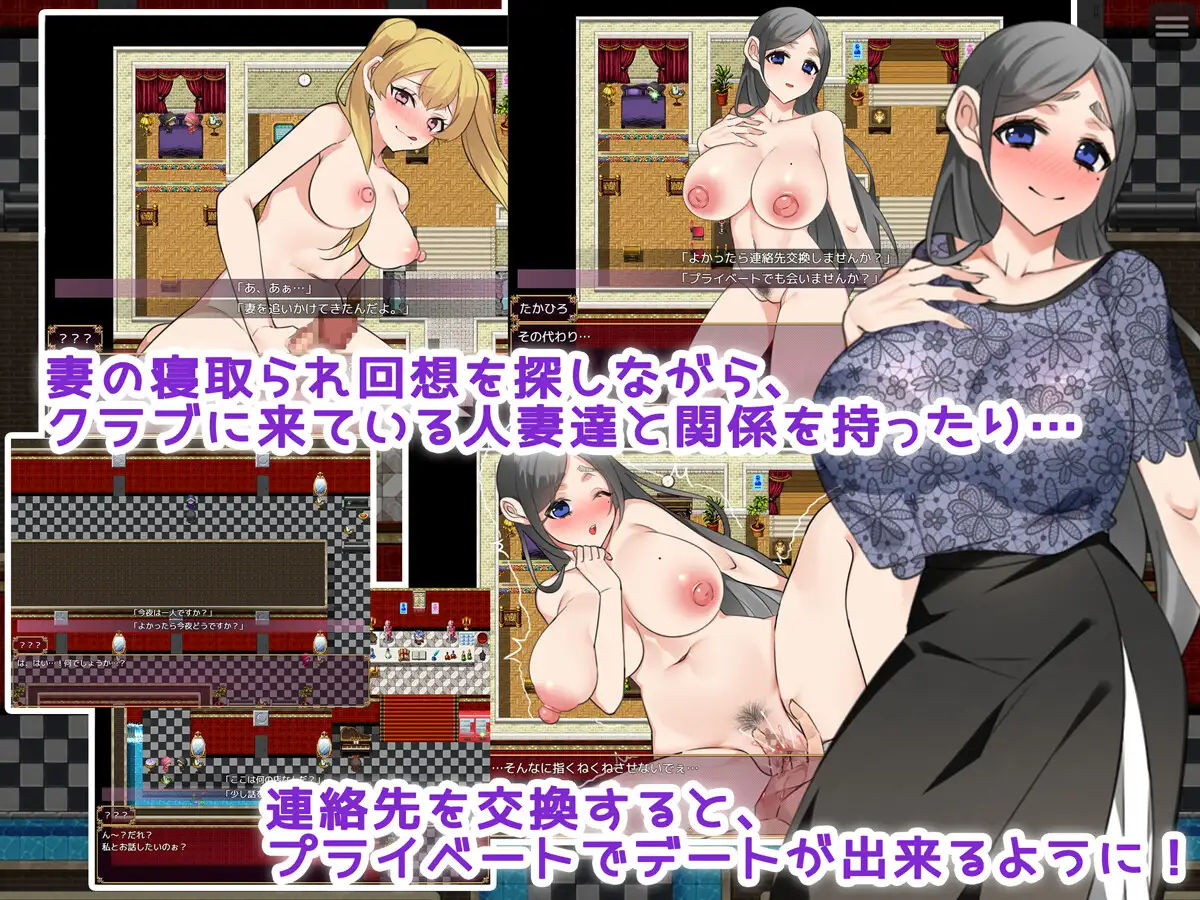 「あ、あぁ…」
「妻を追いかけてきたんだよ。」
???
「よかったら連絡先交換しませんか？」
「プライベートでも会いませんか？」
たかひろ
その代わり…
妻の寝取られ回想を探しながら、
クラブに来ている人妻達と関係を持ったり…
「今夜は一人ですか？」
「よかったら今夜どうですか？」
???
は、はい…！何でしょうか…？
…そんなに指くねくねさせないでぇ…
「ここは何の店なんだ？」
「少し話を
???
ん～？だれ？
私とお話したいのぉ？
連絡先を交換すると、
プライベートでデートが出来るように！